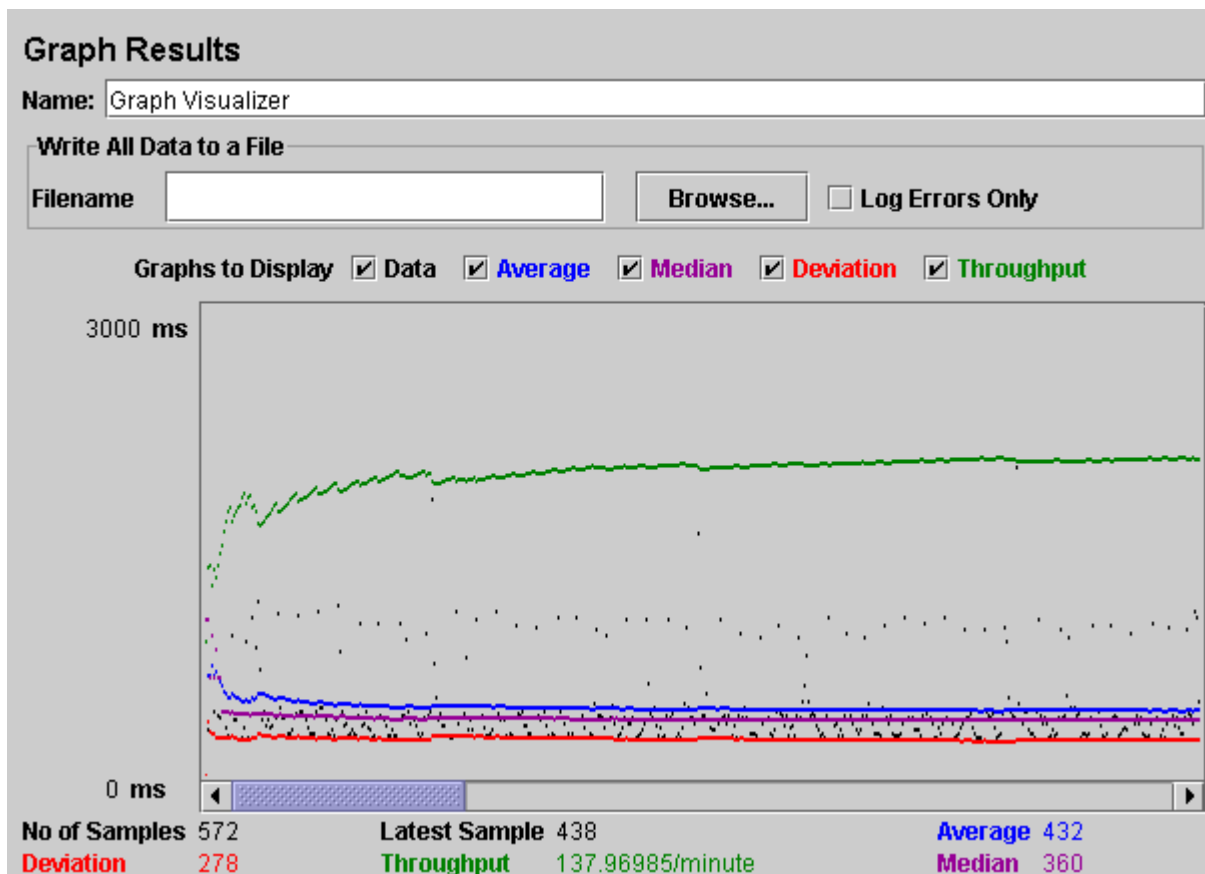 Graph Results
Name: Graph Visualizer
Write All Data to a File
Filename Browse... Log Errors Only
Graphs to Display Data Average Median Deviation Throughput
3000 ms
0 ms
No of Samples 572 Latest Sample 438 Average 432
Deviation 278 Throughput 137.96985/minute Median 360